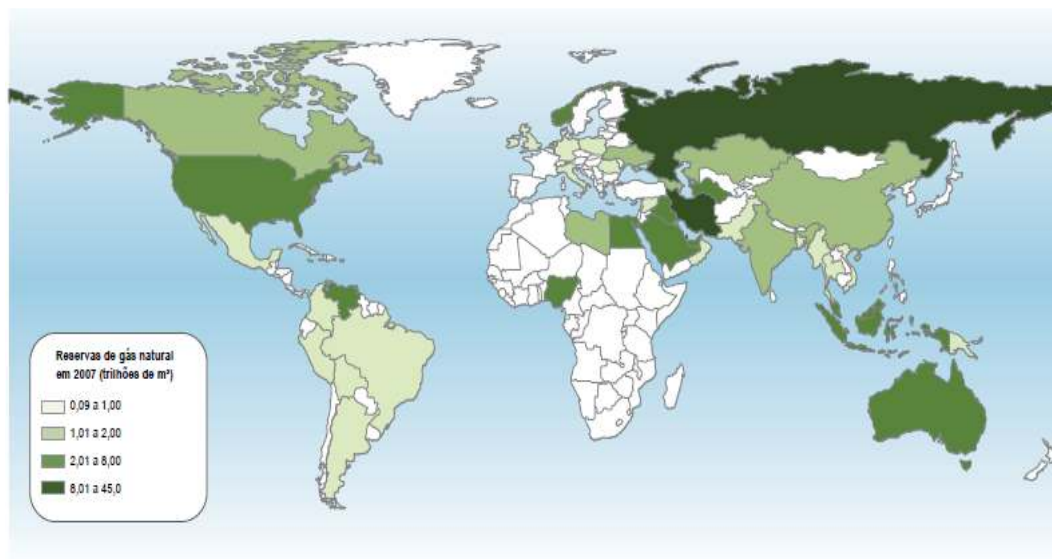 Reservas de gás natural
em 2007 (trilhões de m³)
0,09 a 1,00
1,01 a 2,00
2,01 a 8,00
8,01 a 45,0